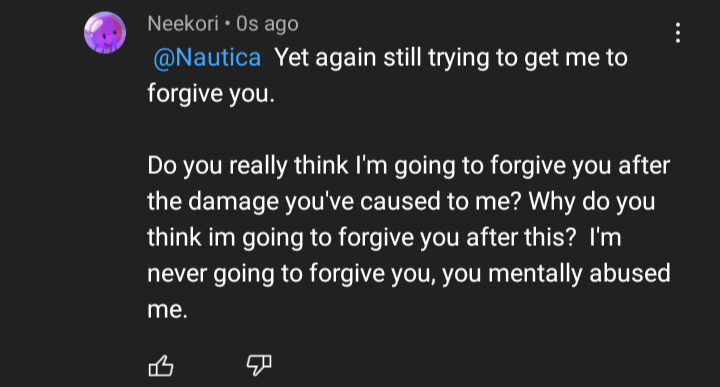 Neekori • 0s ago
@Nautica Yet again still trying to get me to
forgive you.
Do you really think I'm going to forgive you after
the damage you've caused to me? Why do you
think im going to forgive you after this? I'm
never going to forgive you, you mentally abused
me.